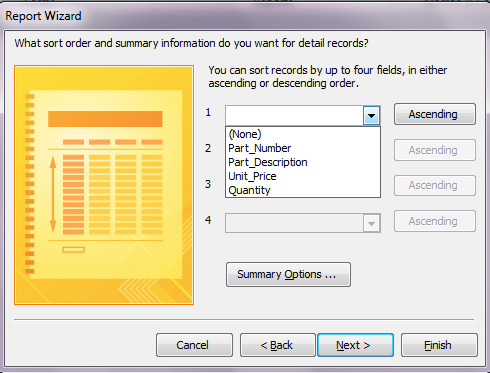 Report Wizard
What sort order and summary information do you want for detail records?
You can sort records by up to four fields, in either
ascending or descending order.
1 Ascending
(None)
2 Part_Number Ascending
Part_Description
Unit_Price
3 Quantity Ascending
4 Ascending
Summary Options ...
Cancel < Back Next > Finish